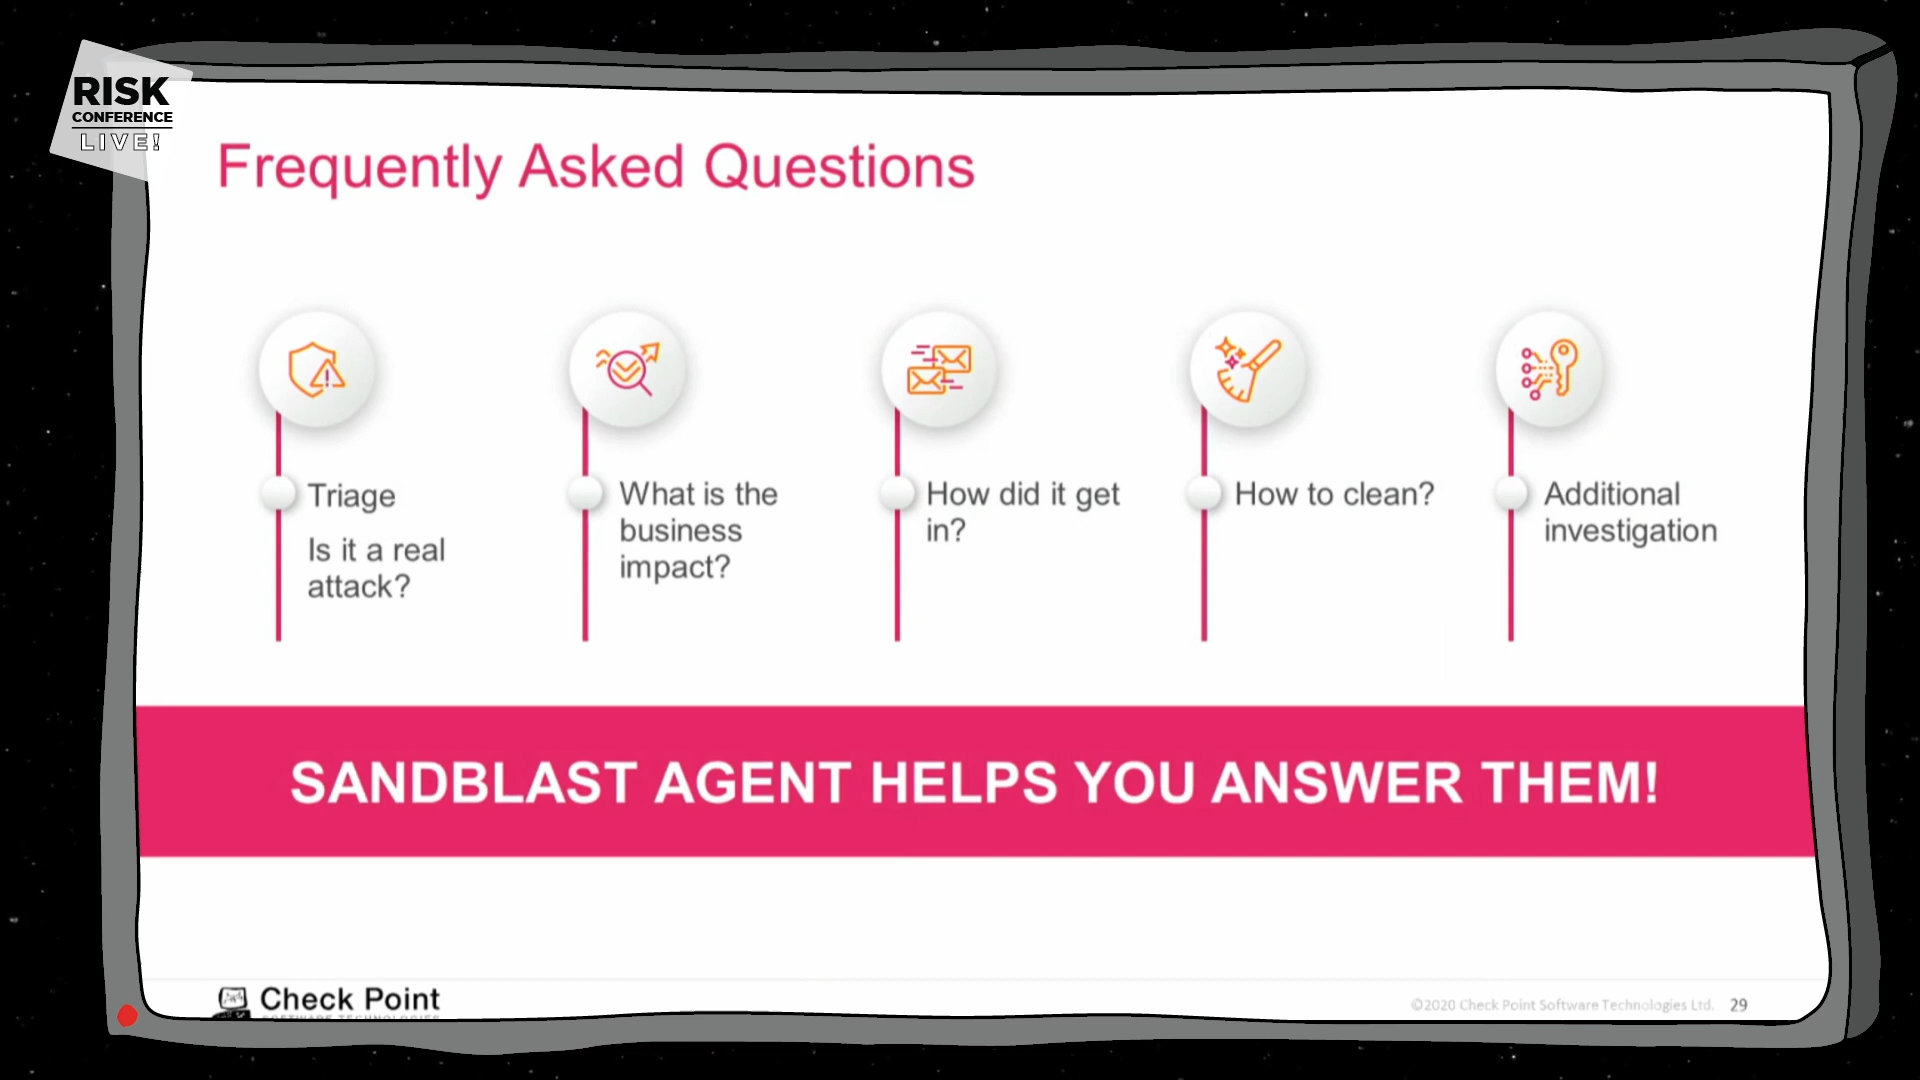 RISK
CONFERENCE
LIVE!
Frequently Asked Questions
Triage
Is it a real
attack?
What is the
business
impact?
How did it get
in?
How to clean?
Additional
investigation
SANDBLAST AGENT HELPS YOU ANSWER THEM!
Check Point
©2020 Check Point Software Technologies Ltd. 29